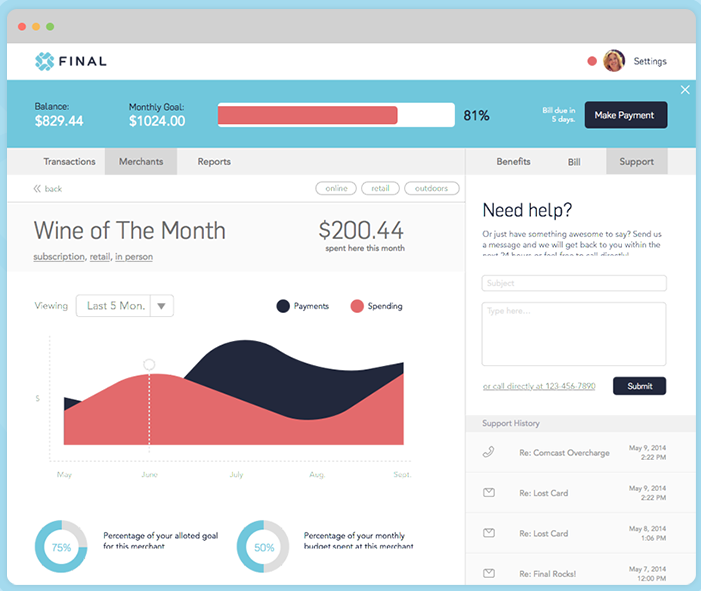 FINAL
Settings
Balance:
$829.44
Monthly Goal:
$1024.00
81%
Bill due in
5 days.
Make Payment
Transactions
Merchants
Reports
Benefits
Bill
Support
back
online
retail
outdoors
Wine of The Month
subscription, retail, in person
$200.44
spent here this month
Need help?
Or just have something awesome to say? Send us
a message and we will get back to you within the
next 24 hours or feel free to call directly!
Subject
Type here...
or call directly at 123-456-7890
Submit
Viewing
Last 5 Mon.
Payments
Spending
$
May
June
July
Aug.
Sept.
75%
Percentage of your alloted goal
for this merchant
50%
Percentage of your monthly
budget spent at this merchant
Support History
Re: Comcast Overcharge
May 9, 2014
2:22 PM
Re: Lost Card
May 9, 2014
2:22 PM
Re: Lost Card
May 8, 2014
1:06 PM
Re: Final Rocks!
May 7, 2014
12:00 PM